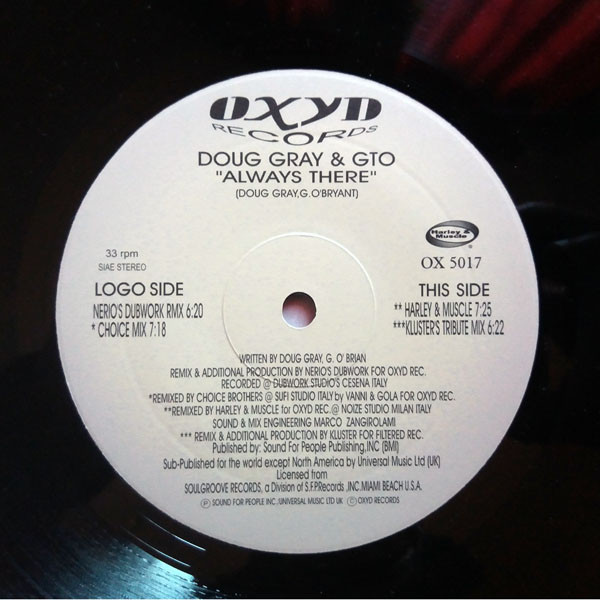 OXYD
RECORDS
DOUG GRAY & GTO
"ALWAYS THERE"
(DOUG GRAY,G.O'BRYANT)
Harley &
Muscle
33 rpm
SIAE STEREO
OX 5017
LOGO SIDE
NERIO'S DUBWORK RMX 6:20
* CHOICE MIX 7:18
THIS SIDE
** HARLEY & MUSCLE 7:25
***KLUSTER'S TRIBUTE MIX 6:22
WRITTEN BY DOUG GRAY, G. O' BRIAN
REMIX & ADDITIONAL PRODUCTION BY NERIO'S DUBWORK FOR OXYD REC.
RECORDED @ DUBWORK STUDIO'S CESENA ITALY
*REMIXED BY CHOICE BROTHERS @ SUFI STUDIO ITALY by VANNI & GOLA FOR OXYD REC.
**REMIXED BY HARLEY & MUSCLE for OXYD REC. @ NOIZE STUDIO MILAN ITALY
SOUND & MIX ENGINEERING MARCO ZANGIROLAMI
*** REMIX & ADDITIONAL PRODUCTION BY KLUSTER FOR FILTERED REC.
Published by: Sound For People Publishing,INC (BMI)
Sub-Published for the world except North America by Universal Music Ltd (UK)
Licensed from
SOULGROOVE RECORDS, a Division of S.F.P.Records ,INC.MIAMI BEACH U.S.A.
Ⓟ SOUND FOR PEOPLE INC.:UNIVERSAL MUSIC LTD UK ©OXYD RECORDS